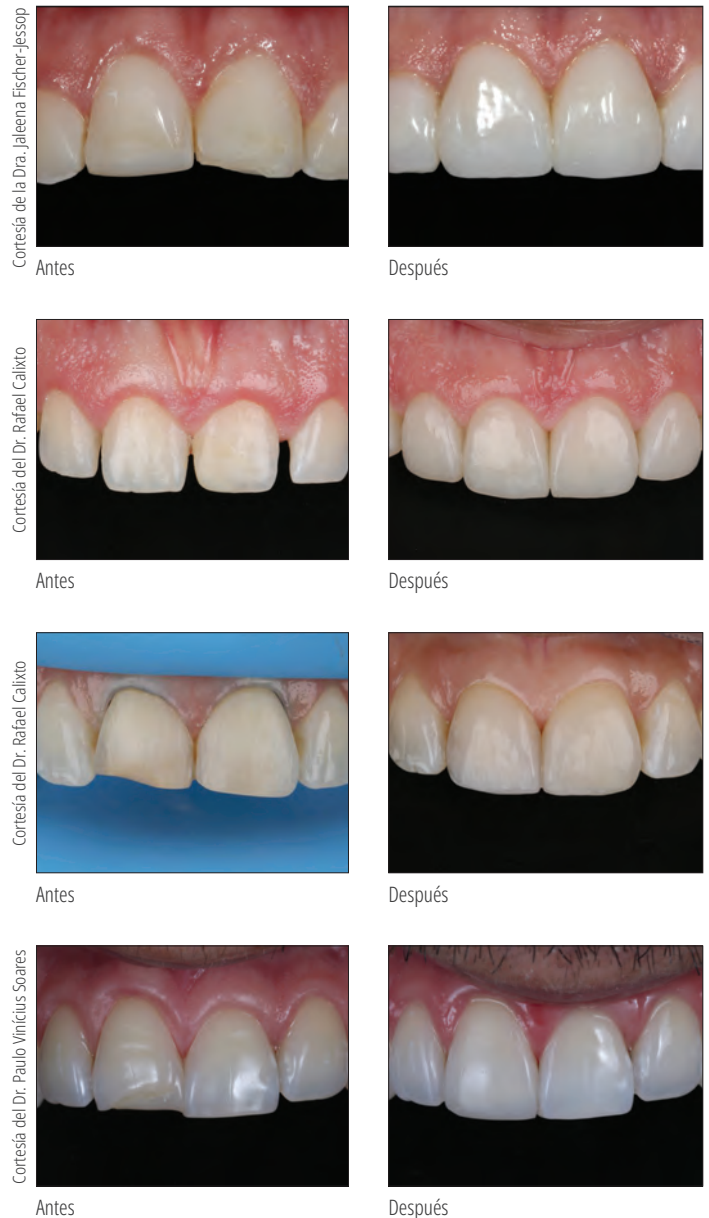 Cortesía de la Dra. Jaleena Fischer-Jessop
Antes
Después
Cortesía del Dr. Rafael Calixto
Antes
Después
Cortesía del Dr. Rafael Calixto
Antes
Después
Cortesía del Dr. Paulo Vinícius Soares
Antes
Después